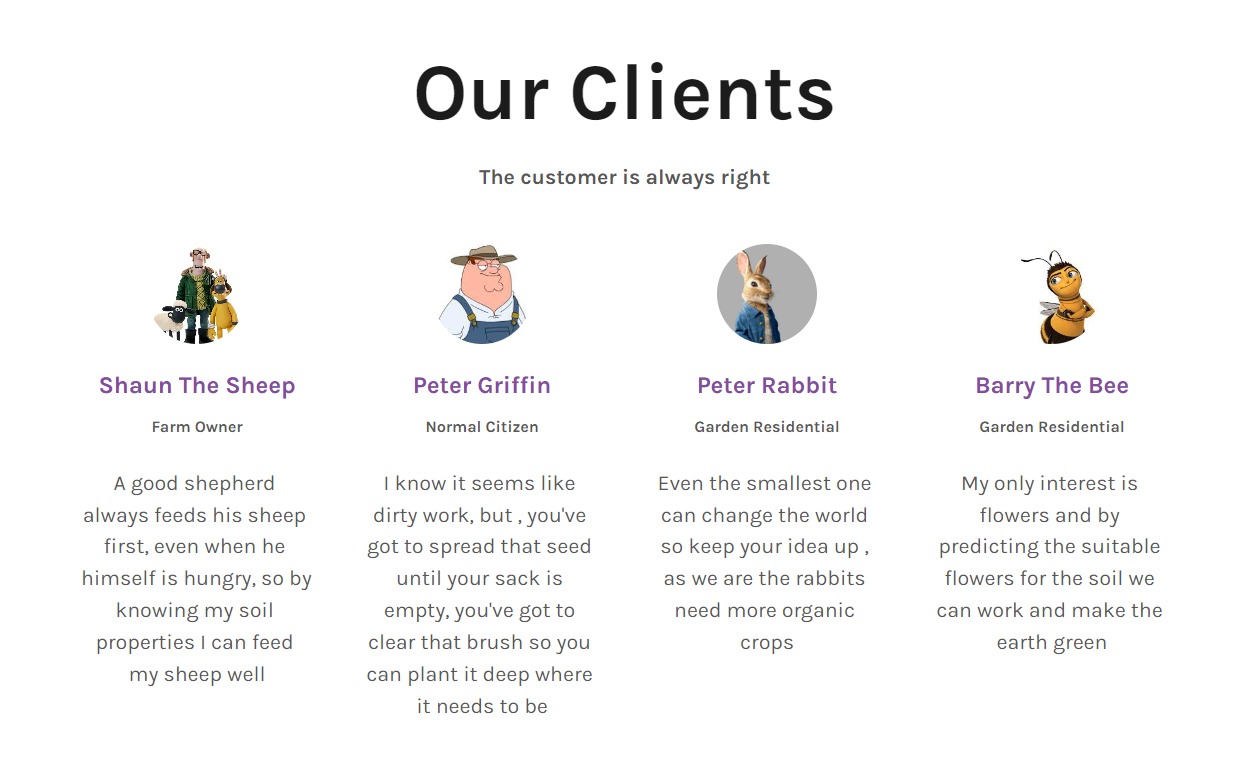 Our Clients
The customer is always right
Shaun The Sheep
Farm Owner
A good shepherd
always feeds his sheep
first, even when he
himself is hungry, so by
knowing my soil
properties I can feed
my sheep well
Peter Griffin
Normal Citizen
I know it seems like
dirty work, but , you've
got to spread that seed
until your sack is
empty, you've got to
clear that brush so you
can plant it deep where
it needs to be
Peter Rabbit
Garden Residential
Even the smallest one
can change the world
so keep your idea up ,
as we are the rabbits
need more organic
crops
Barry The Bee
Garden Residential
My only interest is
flowers and by
predicting the suitable
flowers for the soil we
can work and make the
earth green